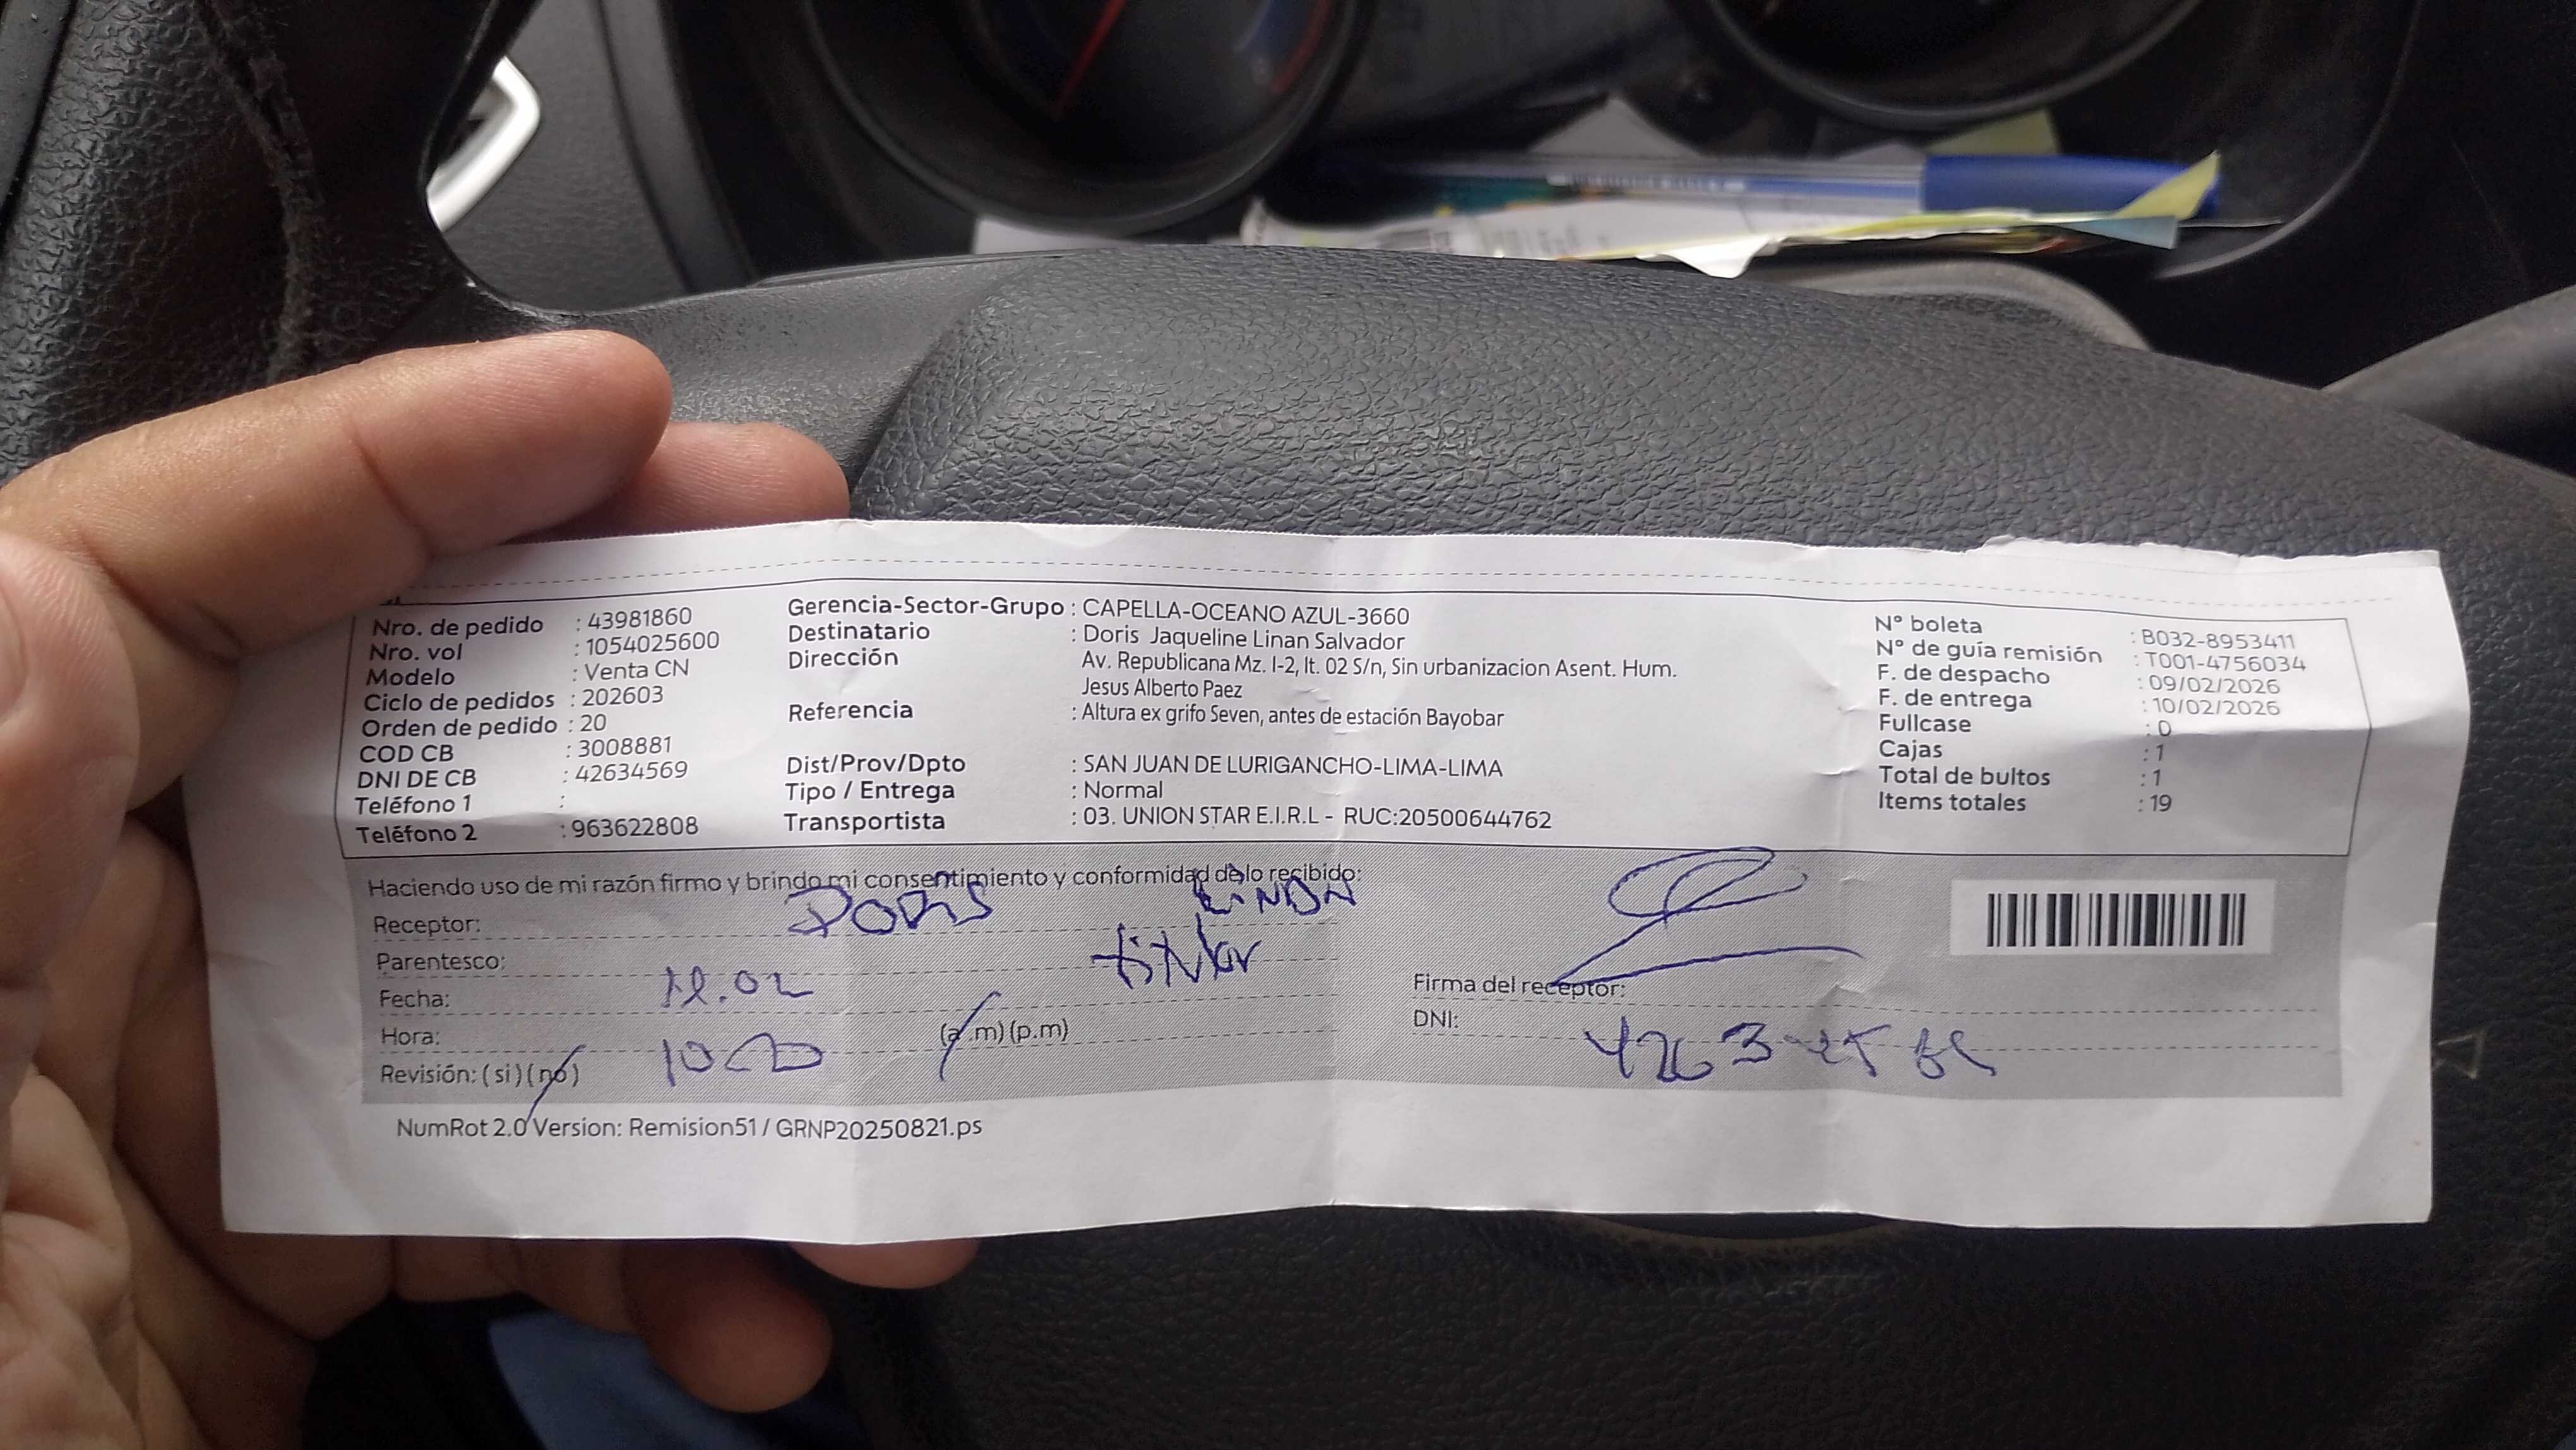 Nro. de pedido : 43981860
Nro. vol : 1054025600
Modelo : Venta CN
Ciclo de pedidos : 202603
Orden de pedido : 20
COD CB : 3008881
DNI DE CB : 42634569
Teléfono 1 :
Teléfono 2 : 963622808
Gerencia-Sector-Grupo : CAPELLA-OCEANO AZUL-3660
Destinatario : Doris Jaqueline Linan Salvador
Dirección Av. Republicana Mz. I-2, lt. 02 S/n, Sin urbanizacion Asent. Hum.
Jesus Alberto Paez
Referencia : Altura ex grifo Seven, antes de estación Bayobar
Dist/Prov/Dpto : SAN JUAN DE LURIGANCHO-LIMA-LIMA
Tipo / Entrega : Normal
Transportista : 03. UNION STAR E.I.R.L - RUC:20500644762
N° boleta : B032-8953411
N° de guía remisión : T001-4756034
F. de despacho : 09/02/2026
F. de entrega : 10/02/2026
Fullcase : 0
Cajas : 1
Total de bultos : 1
Items totales : 19
Haciendo uso de mi razón firmo y brindo mi consentimiento y conformidad de lo recibido:
Receptor: DORIS LINAN
Parentesco: titular
Fecha:
Hora: 1020 (a.m)(p.m)
Revisión: (si)(no)
Firma del receptor:
DNI:
NumRot 2.0 Version: Remision51 / GRNP20250821.ps